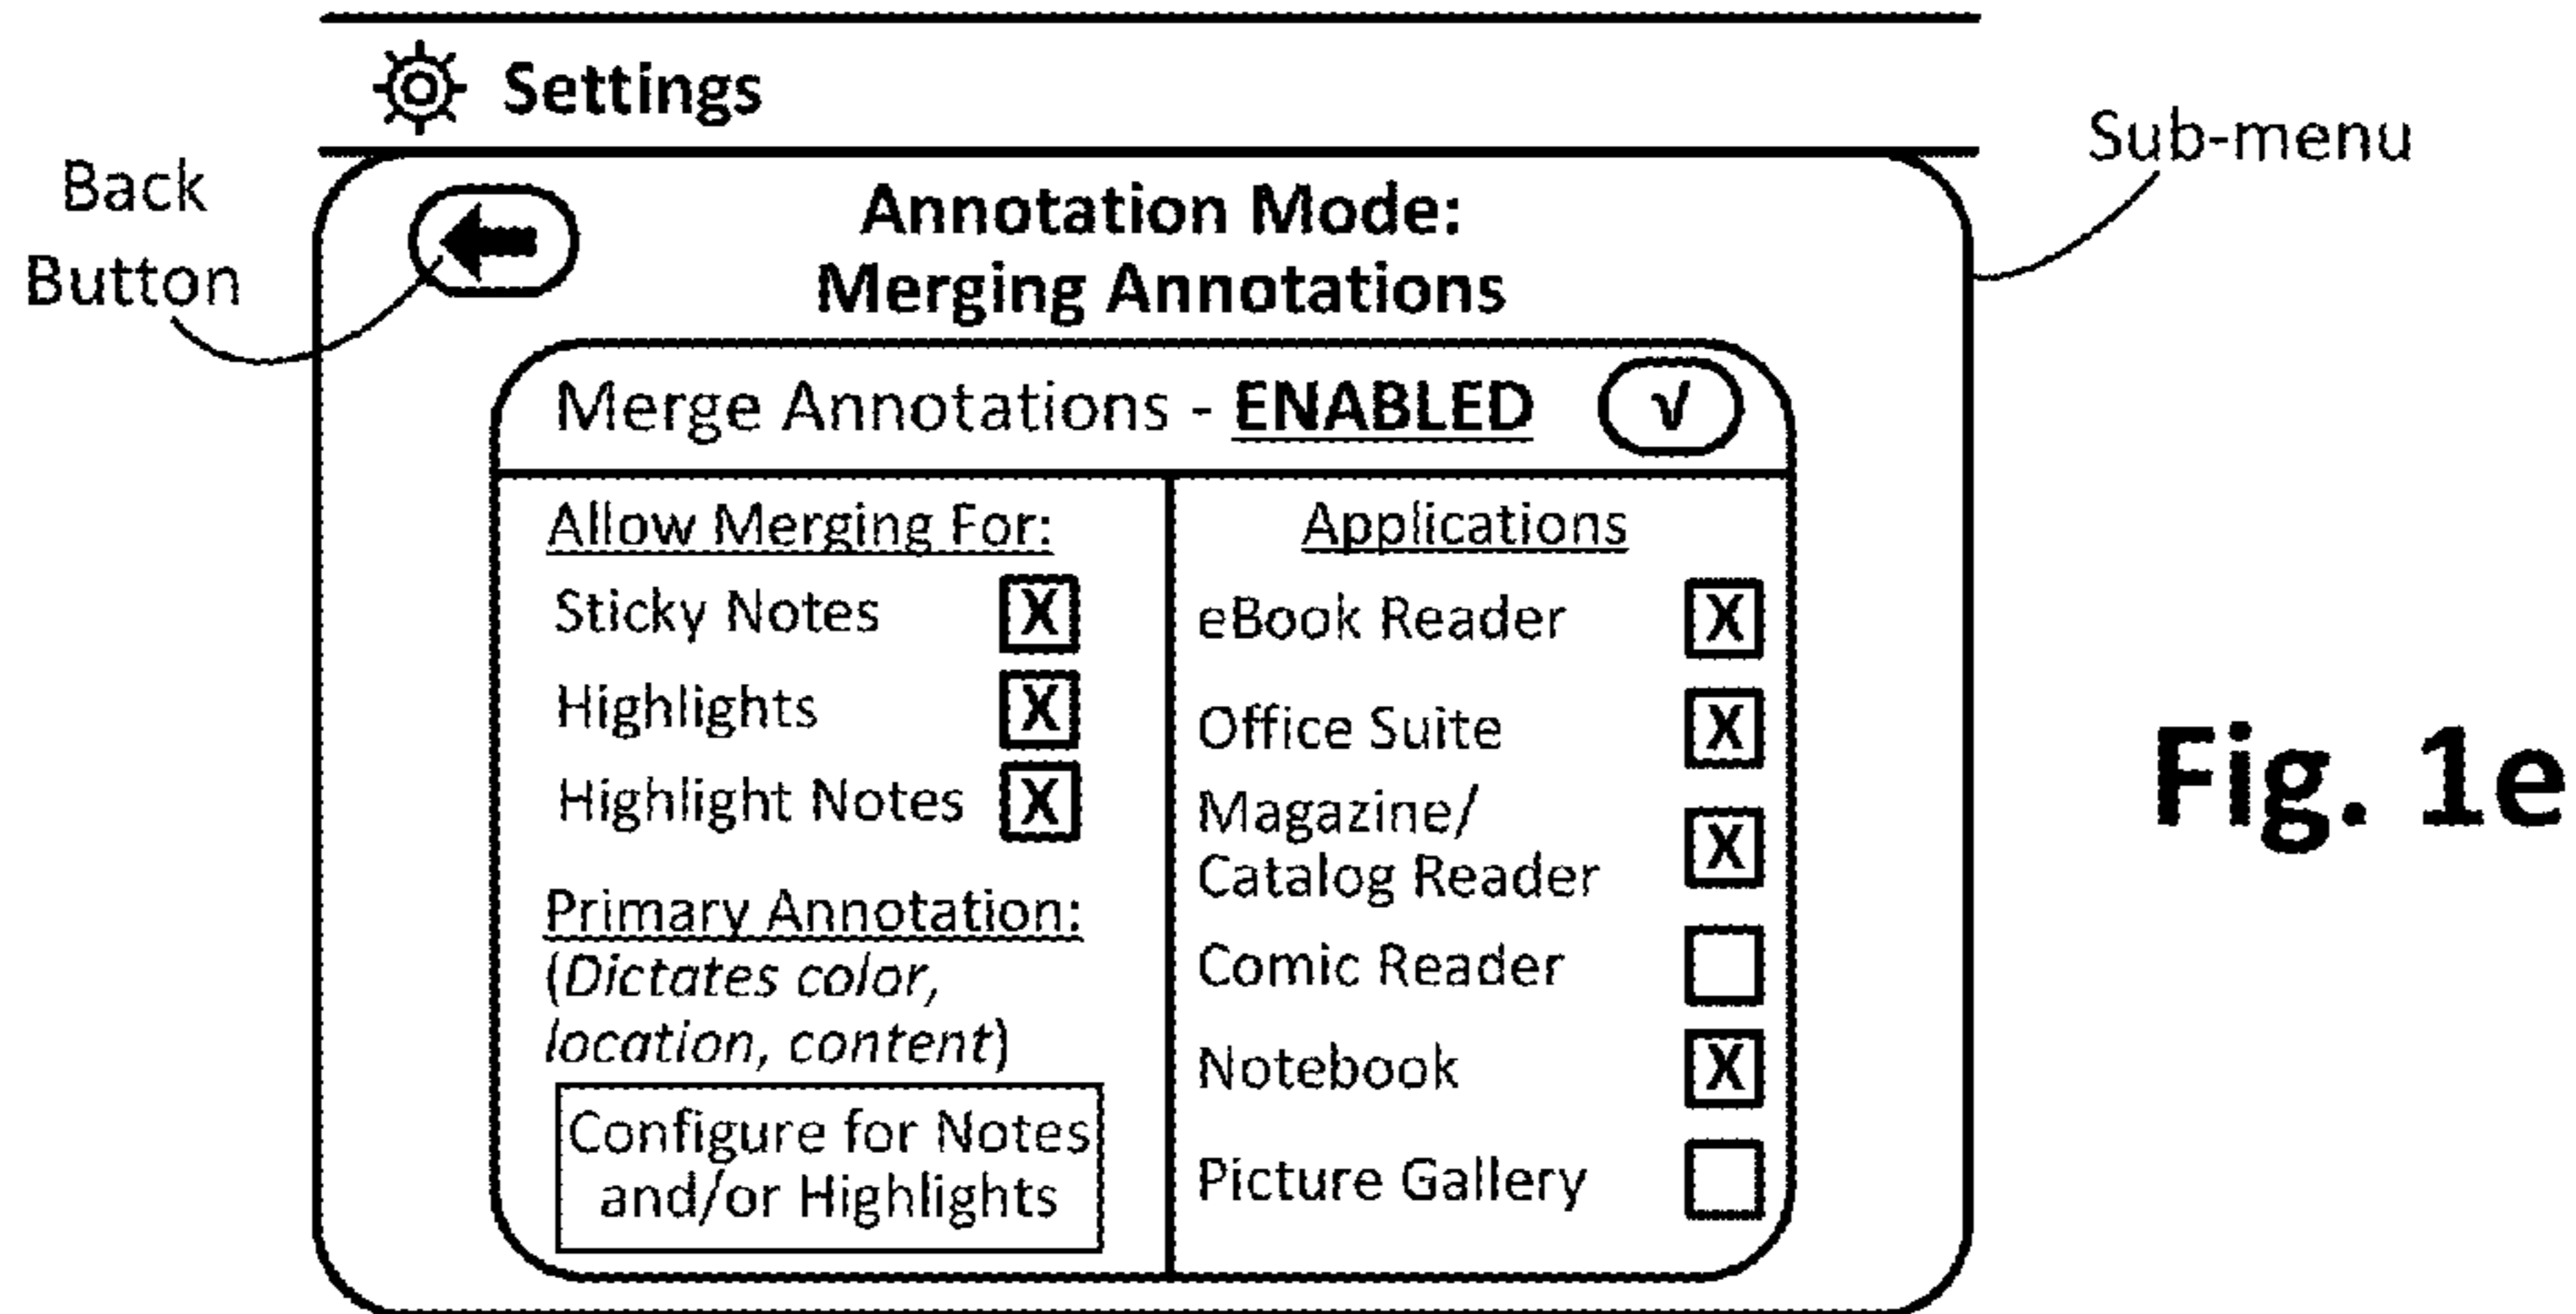 Settings
Back
Button
Sub-menu
Annotation Mode:
Merging Annotations
Merge Annotations - ENABLED √
Allow Merging For:
Sticky Notes X
Highlights X
Highlight Notes X
Primary Annotation:
(Dictates color,
location, content)
Configure for Notes
and/or Highlights
Applications
eBook Reader X
Office Suite X
Magazine/
Catalog Reader X
Comic Reader
Notebook X
Picture Gallery
Fig. 1e